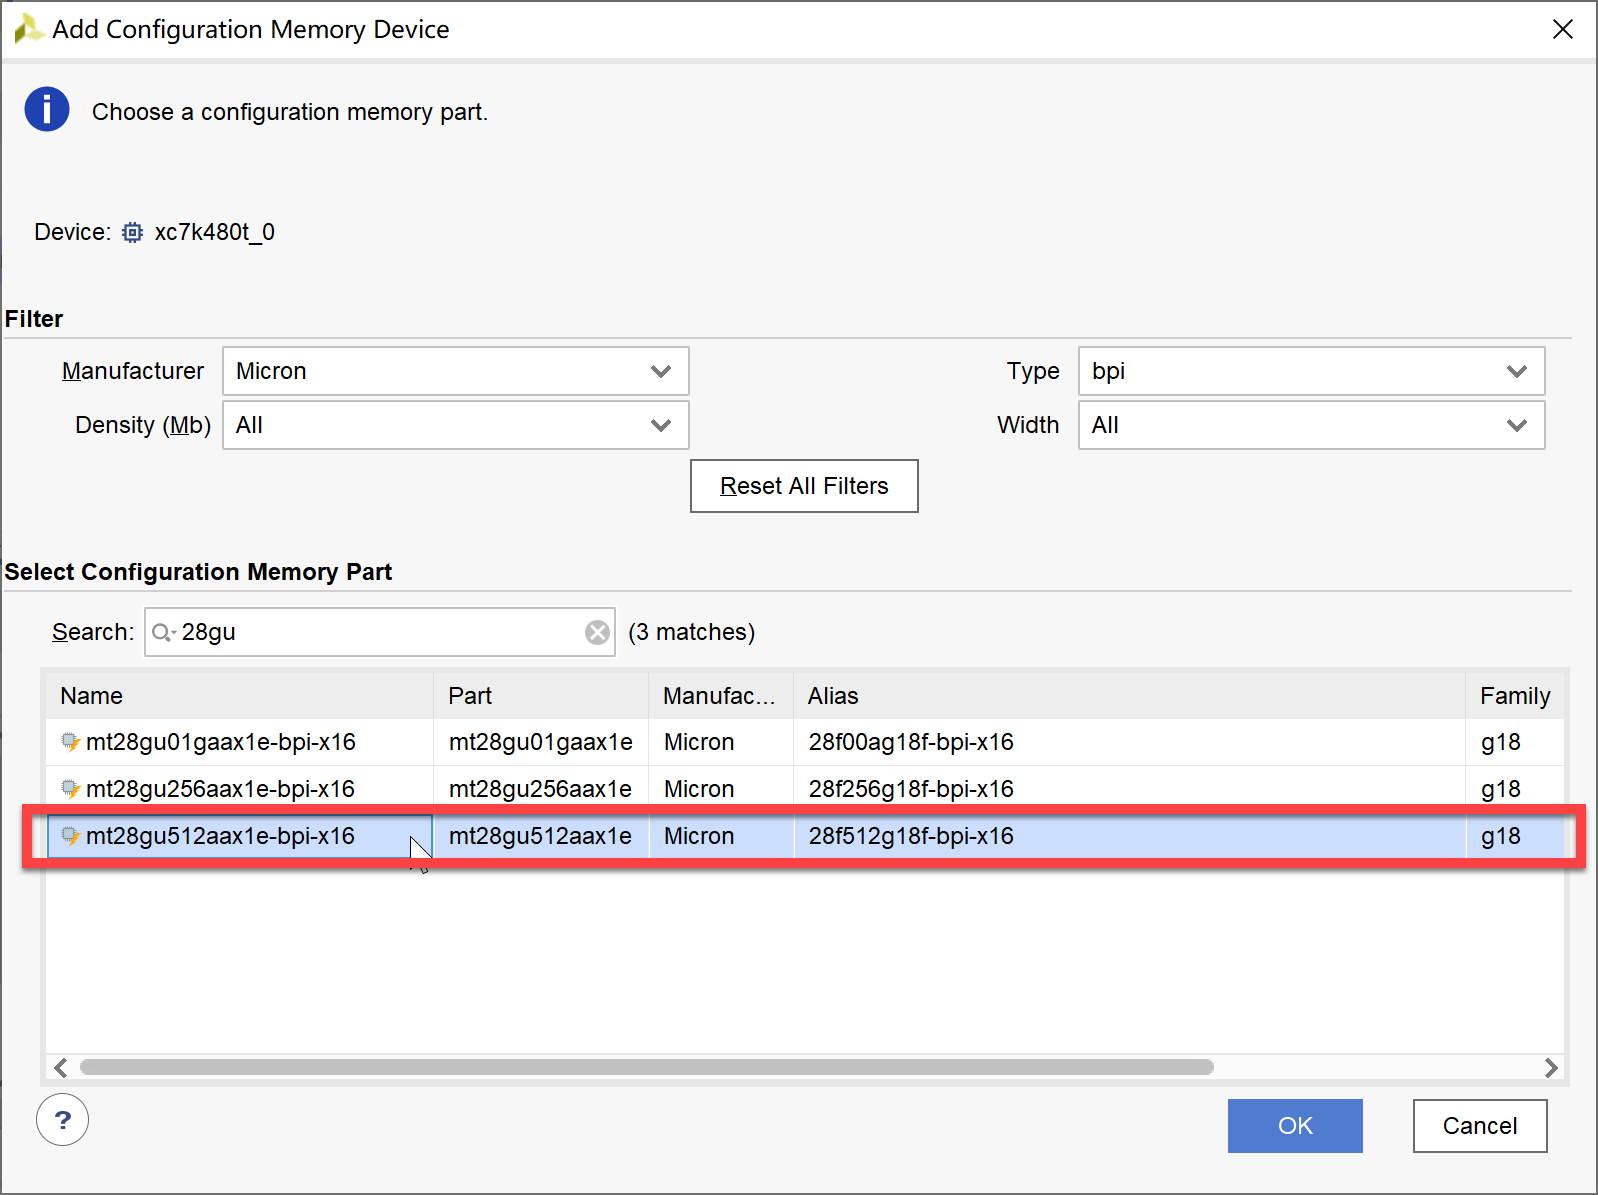 Add Configuration Memory Device
Choose a configuration memory part.
Device: xc7k480t_0
Filter
Manufacturer Micron Type bpi
Density (Mb) All Width All
Reset All Filters
Select Configuration Memory Part
Search: 28gu (3 matches)
Name Part Manufac... Alias Family
mt28gu01gaax1e-bpi-x16 mt28gu01gaax1e Micron 28f00ag18f-bpi-x16 g18
mt28gu256aax1e-bpi-x16 mt28gu256aax1e Micron 28f256g18f-bpi-x16 g18
mt28gu512aax1e-bpi-x16 mt28gu512aax1e Micron 28f512g18f-bpi-x16 g18
? OK Cancel